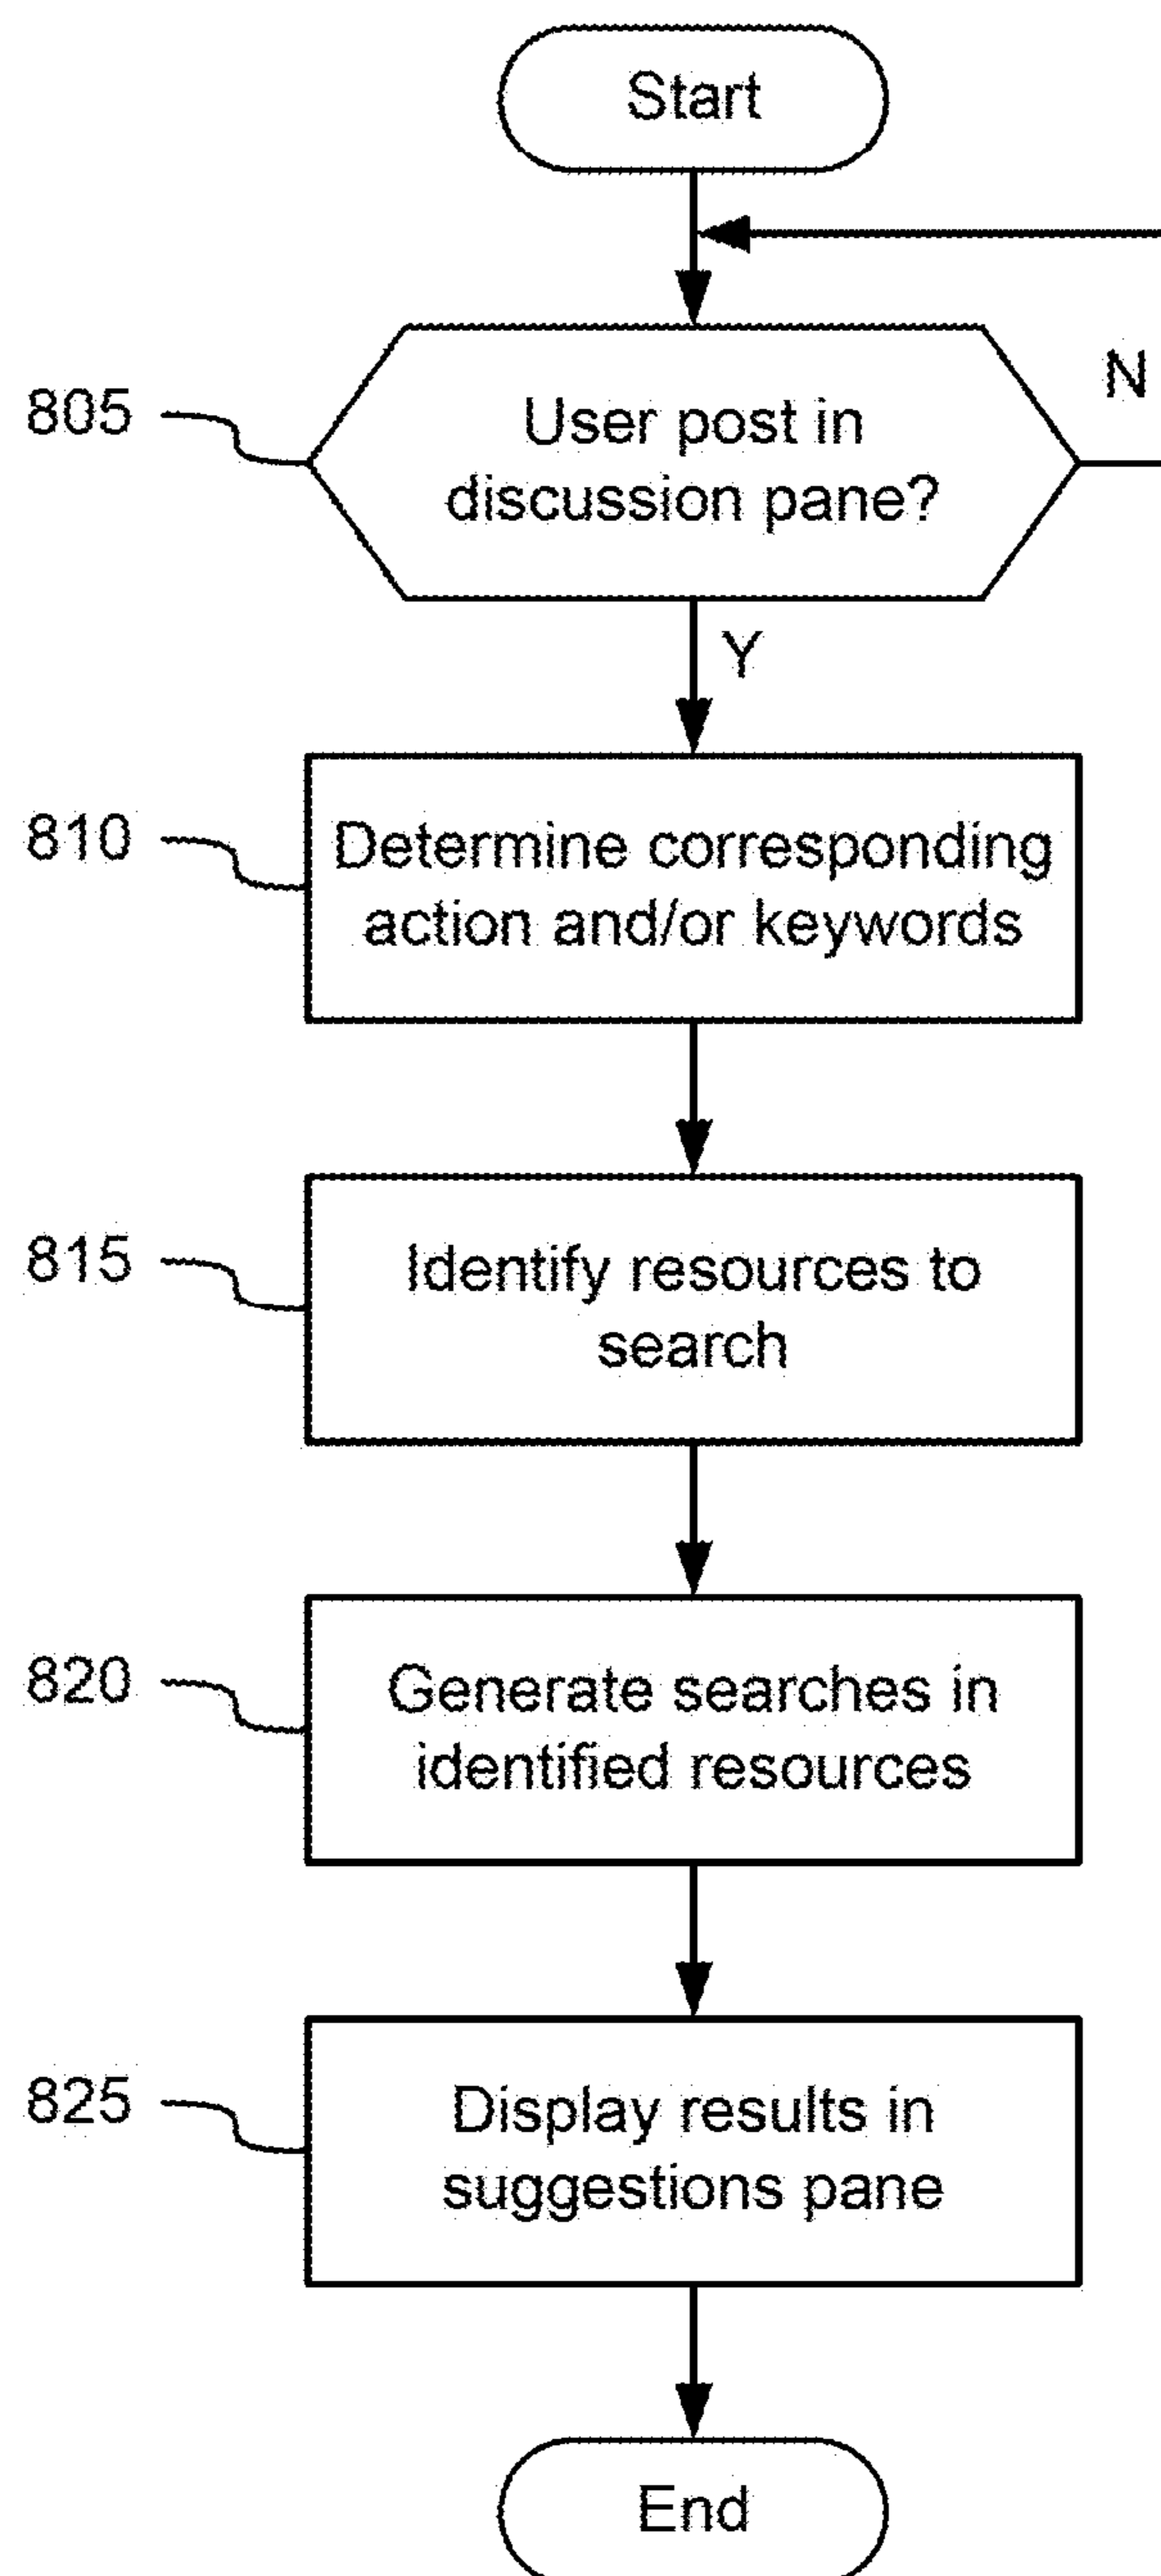 Start
805
User post in
discussion pane?
N
Y
810
Determine corresponding
action and/or keywords
815
Identify resources to
search
820
Generate searches in
identified resources
825
Display results in
suggestions pane
End